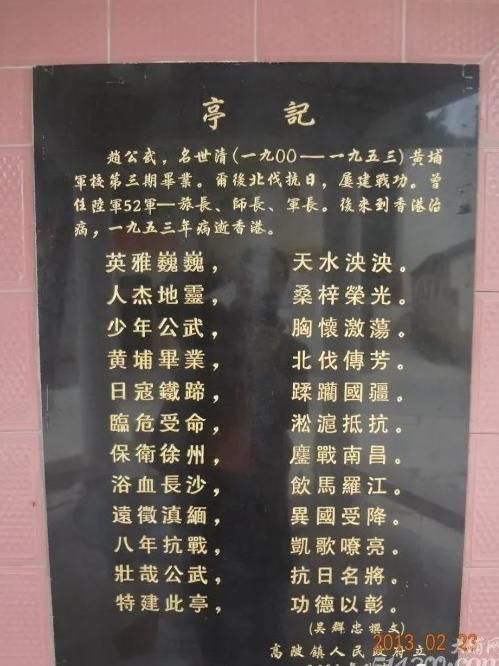 亭記
趙公武，名世清(一九00——一九五三)黄埔
軍校第三期畢業。爾後北伐抗日，屢建戰功。曾
任陸軍52軍—旅長、師長、軍長。後來到香港治
病，一九五三年病逝香港。
英雅巍巍， 天水泱泱。
人杰地靈， 桑梓榮光。
少年公武， 胸懷激蕩。
黄埔畢業， 北伐傳芳。
日寇鐵蹄， 蹂躪國疆。
臨危受命， 淞滬抵抗。
保衛徐州， 鏖戰南昌。
浴血長沙， 飲馬羅江。
遠徵滇緬， 異國受降。
八年抗戰， 凱歌嘹亮。
壯哉公武， 抗日名將。
特建此亭， 功德以彰。
(吴輝忠撰文)
高陂镇人民政府立
2013.02.23